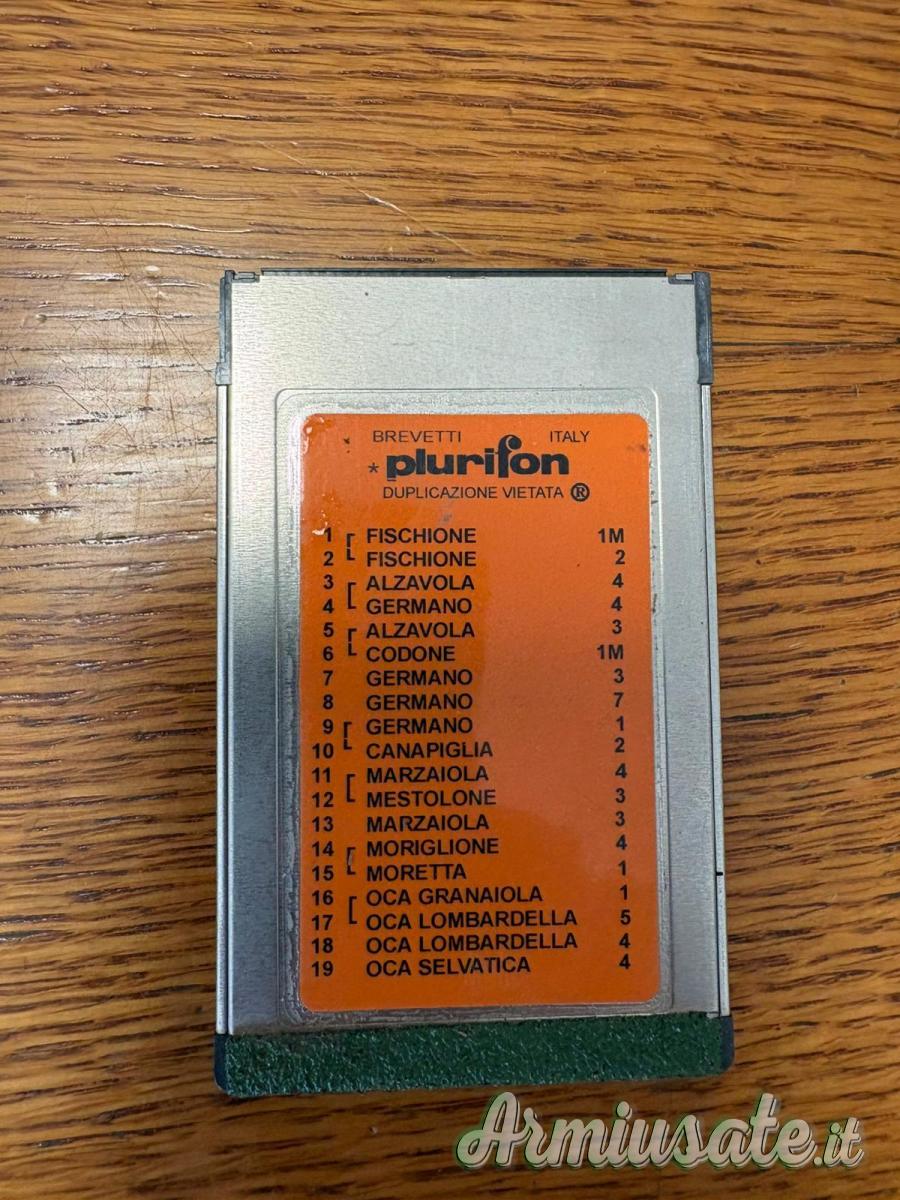 BREVETTI ITALY
* plurifon
DUPLICAZIONE VIETATA ®
1 FISCHIONE 1M
2 FISCHIONE 2
3 ALZAVOLA 4
4 GERMANO 4
5 ALZAVOLA 3
6 CODONE 1M
7 GERMANO 3
8 GERMANO 7
9 GERMANO 1
10 CANAPIGLIA 2
11 MARZAIOLA 4
12 MESTOLONE 3
13 MARZAIOLA 3
14 MORIGLIONE 4
15 MORETTA 1
16 OCA GRANAIOLA 1
17 OCA LOMBARDELLA 5
18 OCA LOMBARDELLA 4
19 OCA SELVATICA 4
Armiusate.it